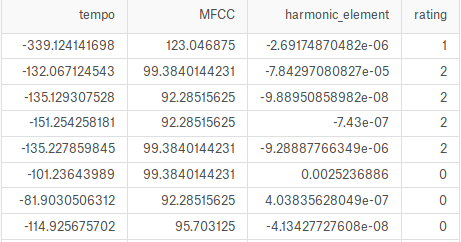 tempo MFCC harmonic_element rating
-339.124141698 123.046875 -2.69174870482e-06 1
-132.067124543 99.3840144231 -7.84297080827e-05 2
-135.129307528 92.28515625 -9.88950858982e-08 2
-151.254258181 92.28515625 -7.43e-07 2
-135.227859845 99.3840144231 -9.28887766349e-06 2
-101.23643989 99.3840144231 0.0025236886 0
-81.9030506312 92.28515625 4.03835628049e-07 0
-114.925675702 95.703125 -4.13427727608e-08 0